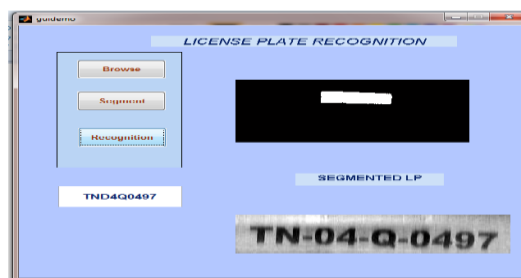 guidemo
LICENSE PLATE RECOGNITION
Browse
Segment
Recognition
SEGMENTED LP
TND4Q0497
TN-04-Q-0497